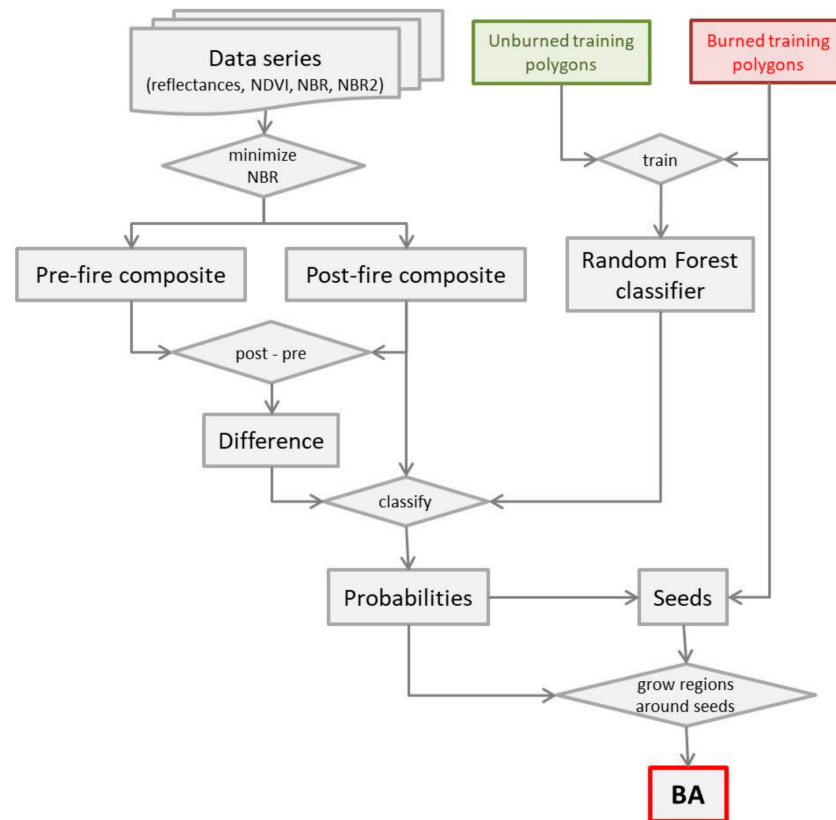 Data series
(reflectances, NDVI, NBR, NBR2)
Unburned training
polygons
Burned training
polygons
minimize
NBR
train
Pre-fire composite
Post-fire composite
Random Forest
classifier
post - pre
Difference
classify
Probabilities
Seeds
grow regions
around seeds
BA